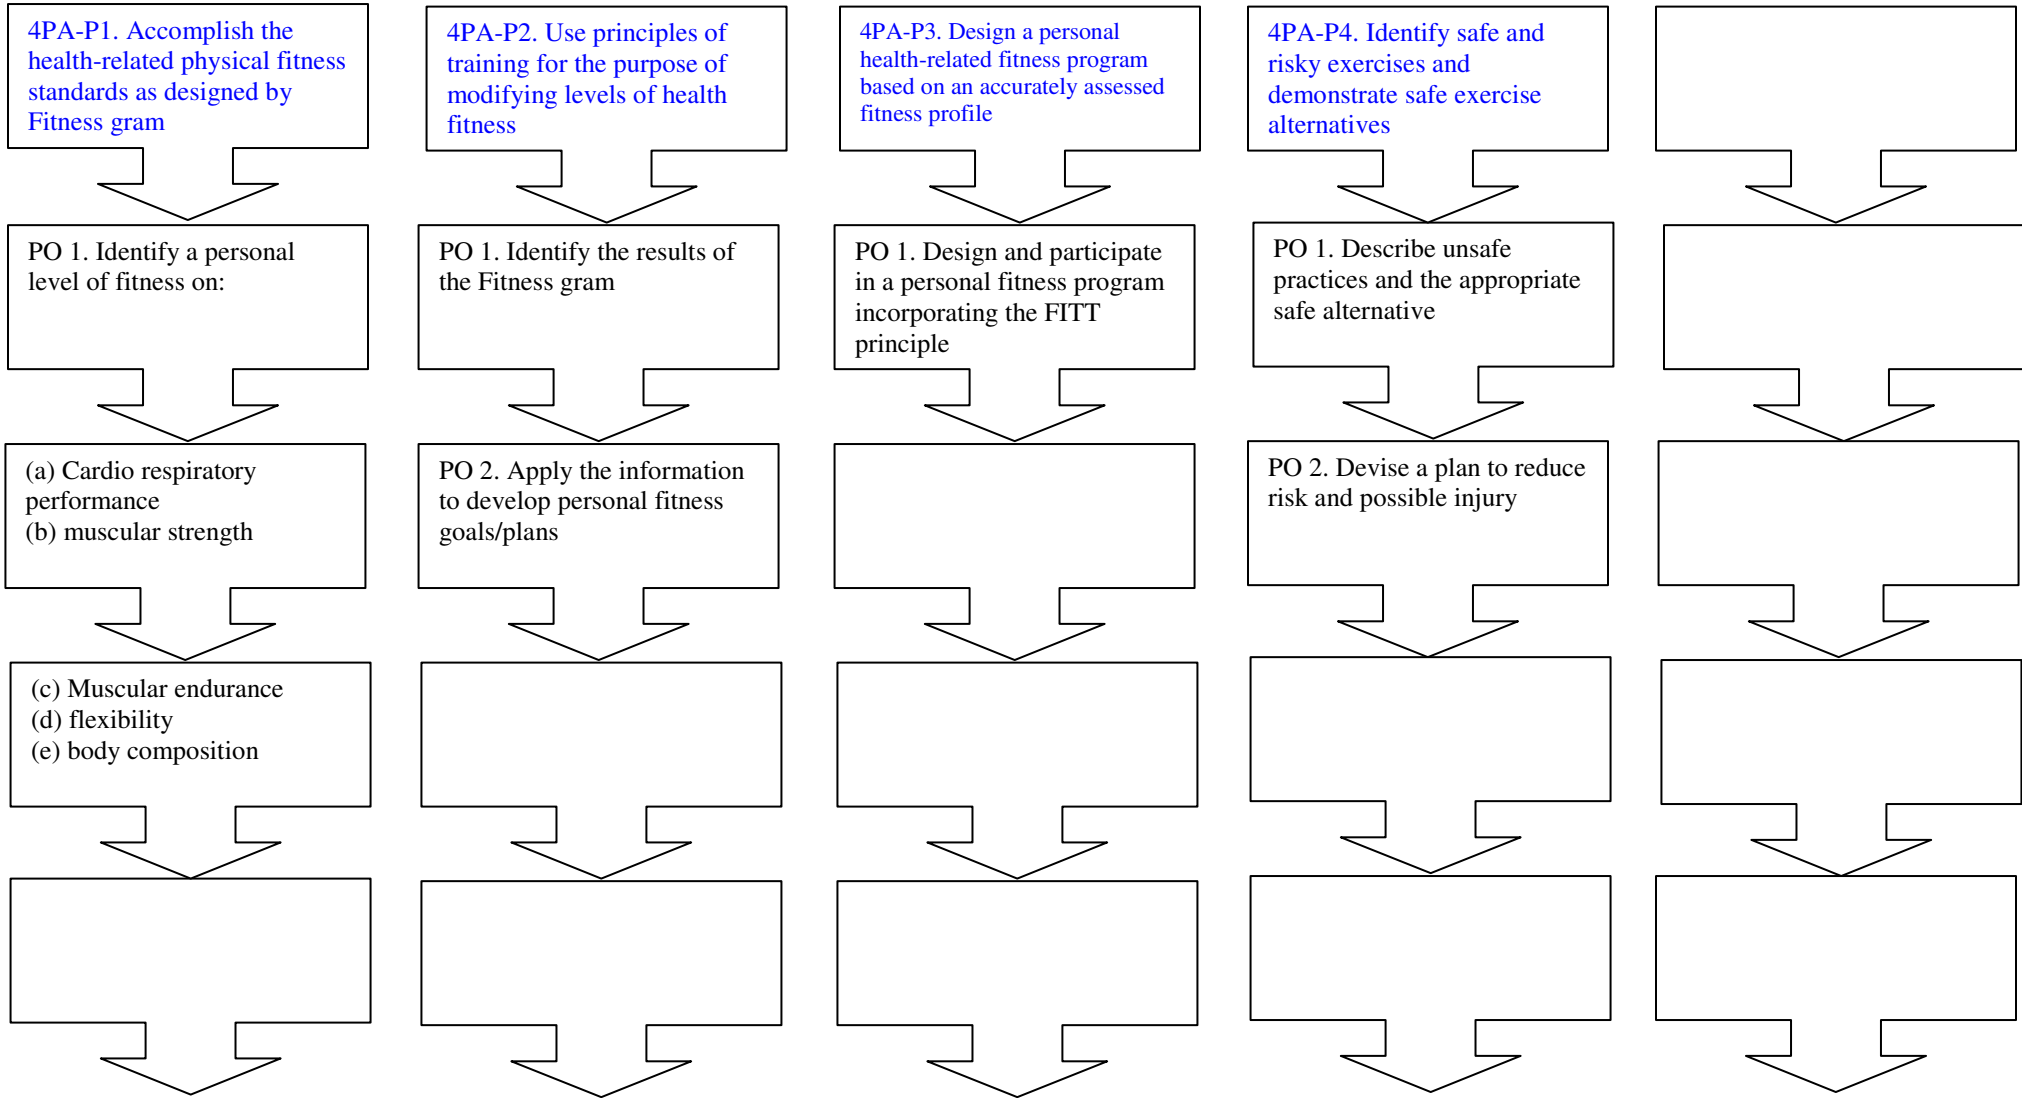 4PA-P1. Accomplish the
health-related physical fitness
standards as designed by
Fitness gram
PO 1. Identify a personal
level of fitness on:
(a) Cardio respiratory
performance
(b) muscular strength
(c) Muscular endurance
(d) flexibility
(e) body composition
4PA-P2. Use principles of
training for the purpose of
modifying levels of health
fitness
PO 1. Identify the results of
the Fitness gram
PO 2. Apply the information
to develop personal fitness
goals/plans
4PA-P3. Design a personal
health-related fitness program
based on an accurately assessed
fitness profile
PO 1. Design and participate
in a personal fitness program
incorporating the FITT
principle
4PA-P4. Identify safe and
risky exercises and
demonstrate safe exercise
alternatives
PO 1. Describe unsafe
practices and the appropriate
safe alternative
PO 2. Devise a plan to reduce
risk and possible injury